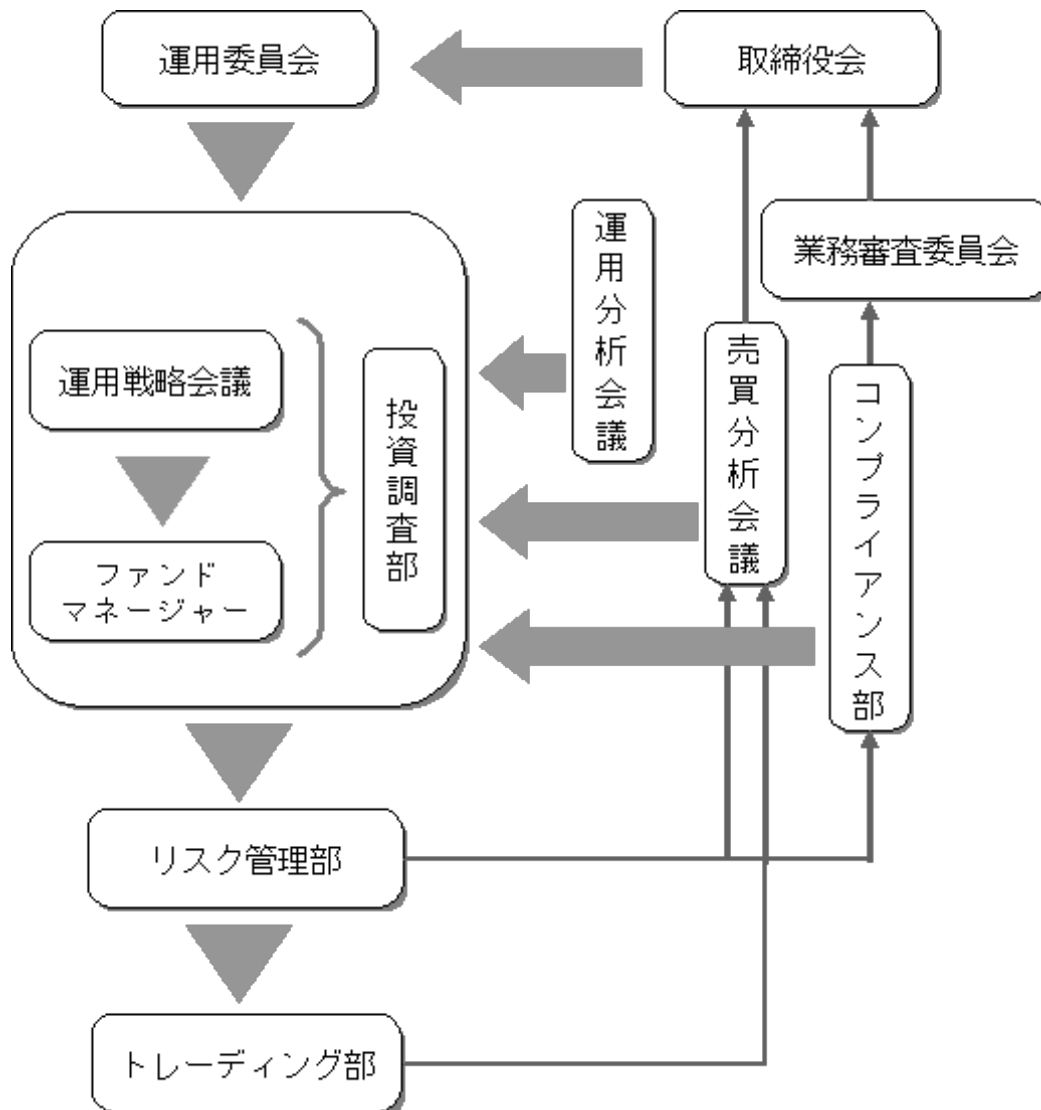 運用委員会
取締役会
運用分析会議
業務審査委員会
運用戦略会議
投資調査部
売買分析会議
コンプライアンス部
ファンド
マネージャー
リスク管理部
トレーディング部